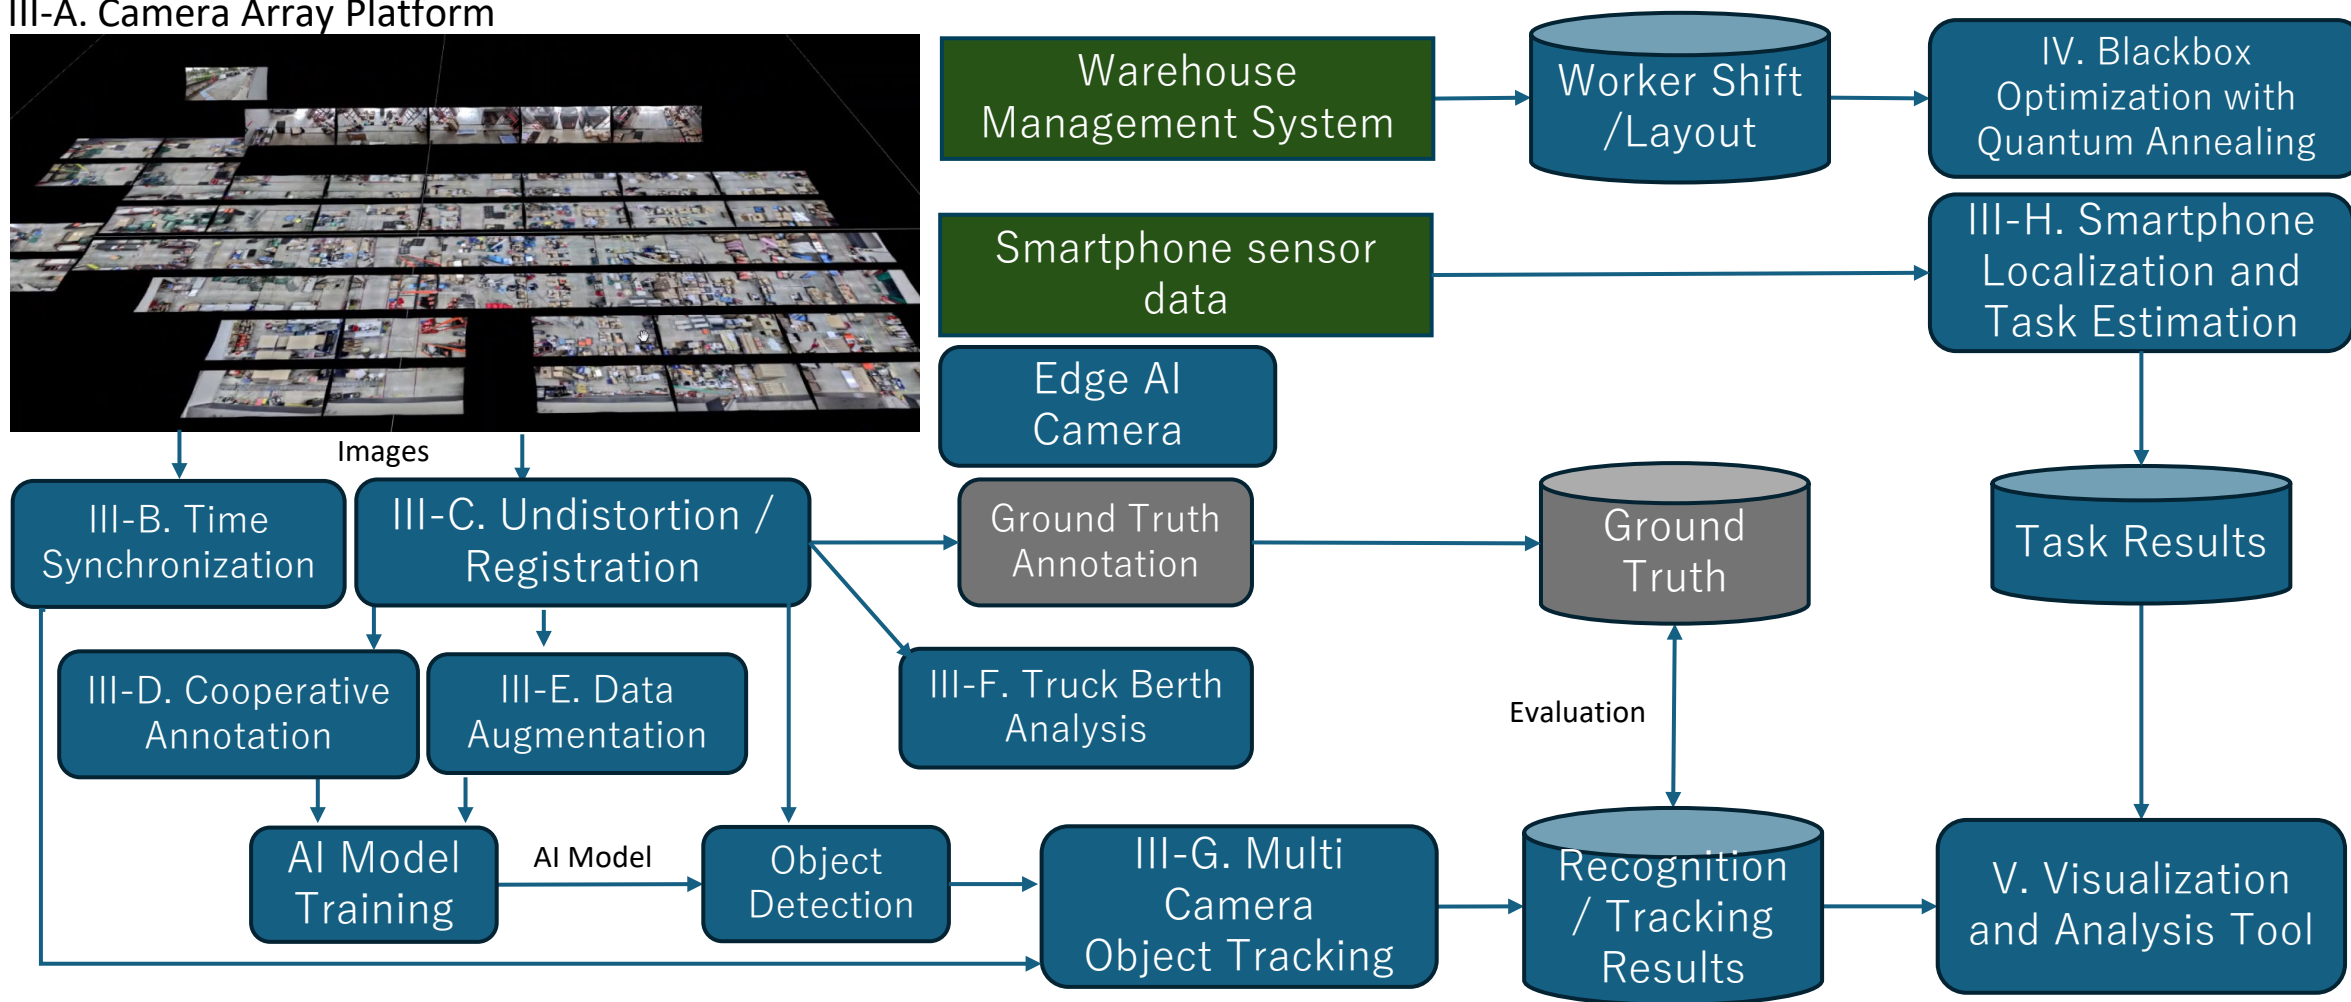 III-A. Camera Array Platform
Warehouse
Management System
Worker Shift
/Layout
IV. Blackbox
Optimization with
Quantum Annealing
Smartphone sensor
data
III-H. Smartphone
Localization and
Task Estimation
Edge AI
Camera
Images
III-B. Time
Synchronization
III-C. Undistortion /
Registration
Ground Truth
Annotation
Ground
Truth
Task Results
III-D. Cooperative
Annotation
III-E. Data
Augmentation
III-F. Truck Berth
Analysis
Evaluation
AI Model
Training
AI Model
Object
Detection
III-G. Multi
Camera
Object Tracking
Recognition
/ Tracking
Results
V. Visualization
and Analysis Tool